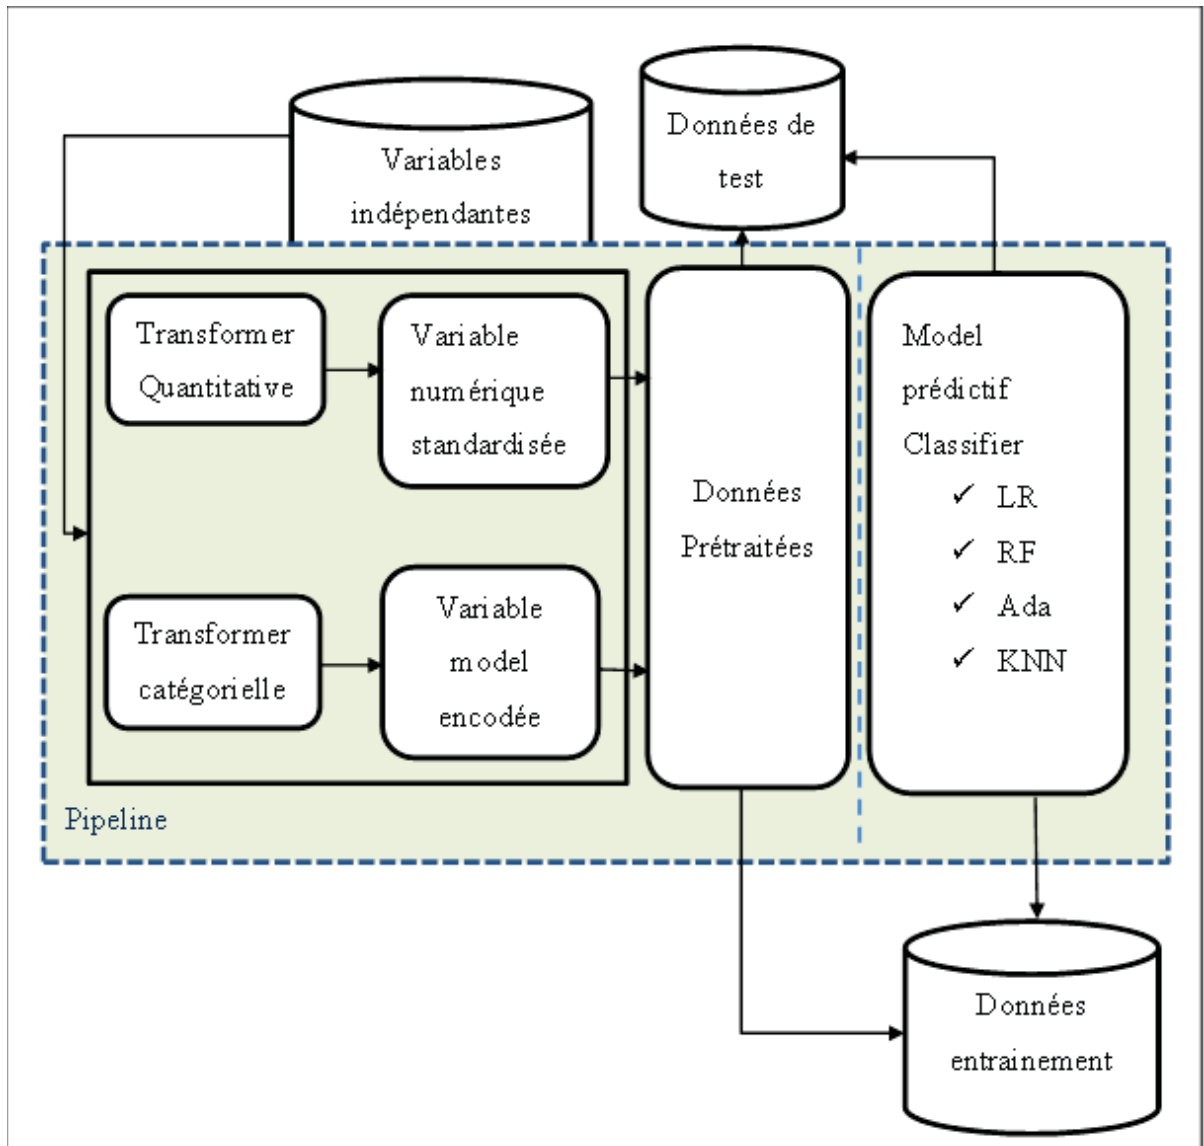 Variables
indépendantes
Données de
test
Transformer
Quantitative
Variable
numérique
standardisée
Transformer
catégorielle
Variable
model
encodée
Données
Prétraitées
Model
prédictif
Classifier
✓ LR
✓ RF
✓ Ada
✓ KNN
Pipeline
Données
entrainement